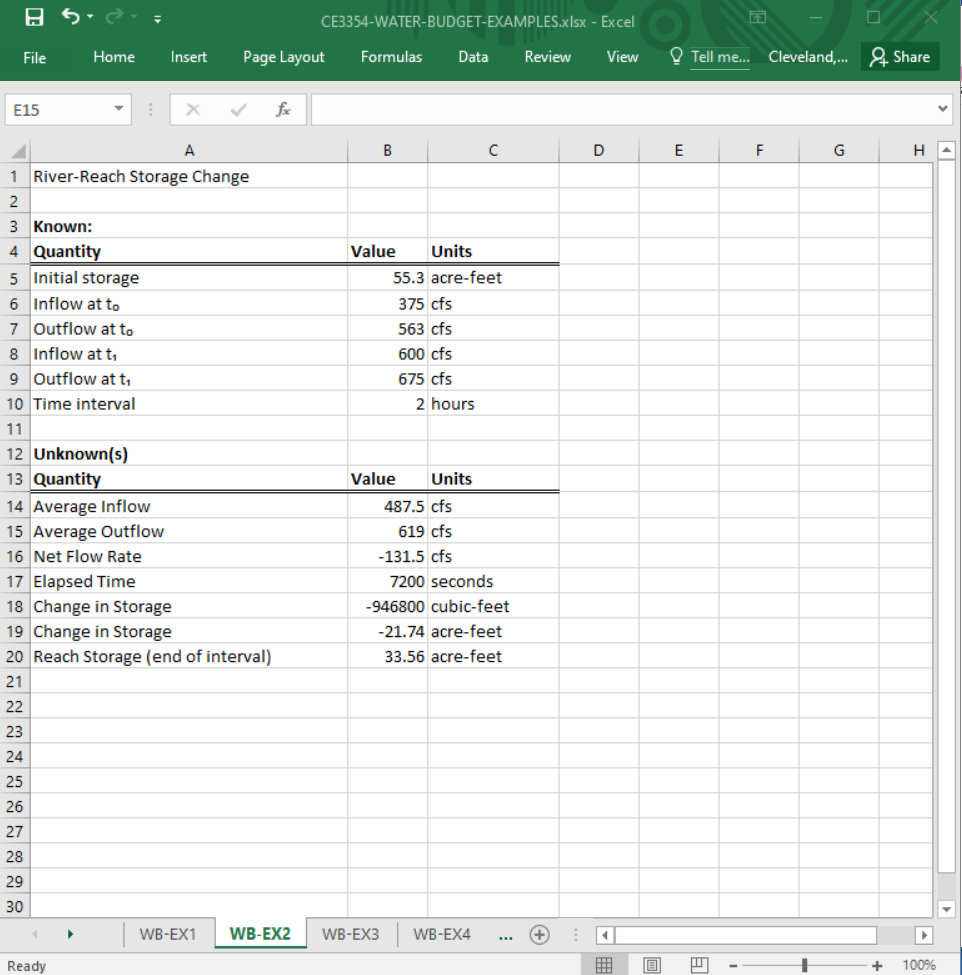 CE3354-WATER-BUDGET-EXAMPLES.xlsx - Excel
File Home Insert Page Layout Formulas Data Review View Tell me... Cleveland,... Share
E15 fx
A B C D E F G H
1 River-Reach Storage Change
2
3 Known:
4 Quantity Value Units
5 Initial storage 55.3 acre-feet
6 Inflow at t₀ 375 cfs
7 Outflow at t₀ 563 cfs
8 Inflow at t₁ 600 cfs
9 Outflow at t₁ 675 cfs
10 Time interval 2 hours
11
12 Unknown(s)
13 Quantity Value Units
14 Average Inflow 487.5 cfs
15 Average Outflow 619 cfs
16 Net Flow Rate -131.5 cfs
17 Elapsed Time 7200 seconds
18 Change in Storage -946800 cubic-feet
19 Change in Storage -21.74 acre-feet
20 Reach Storage (end of interval) 33.56 acre-feet
21
22
23
24
25
26
27
28
29
30
WB-EX1 WB-EX2 WB-EX3 WB-EX4 ...
Ready 100%